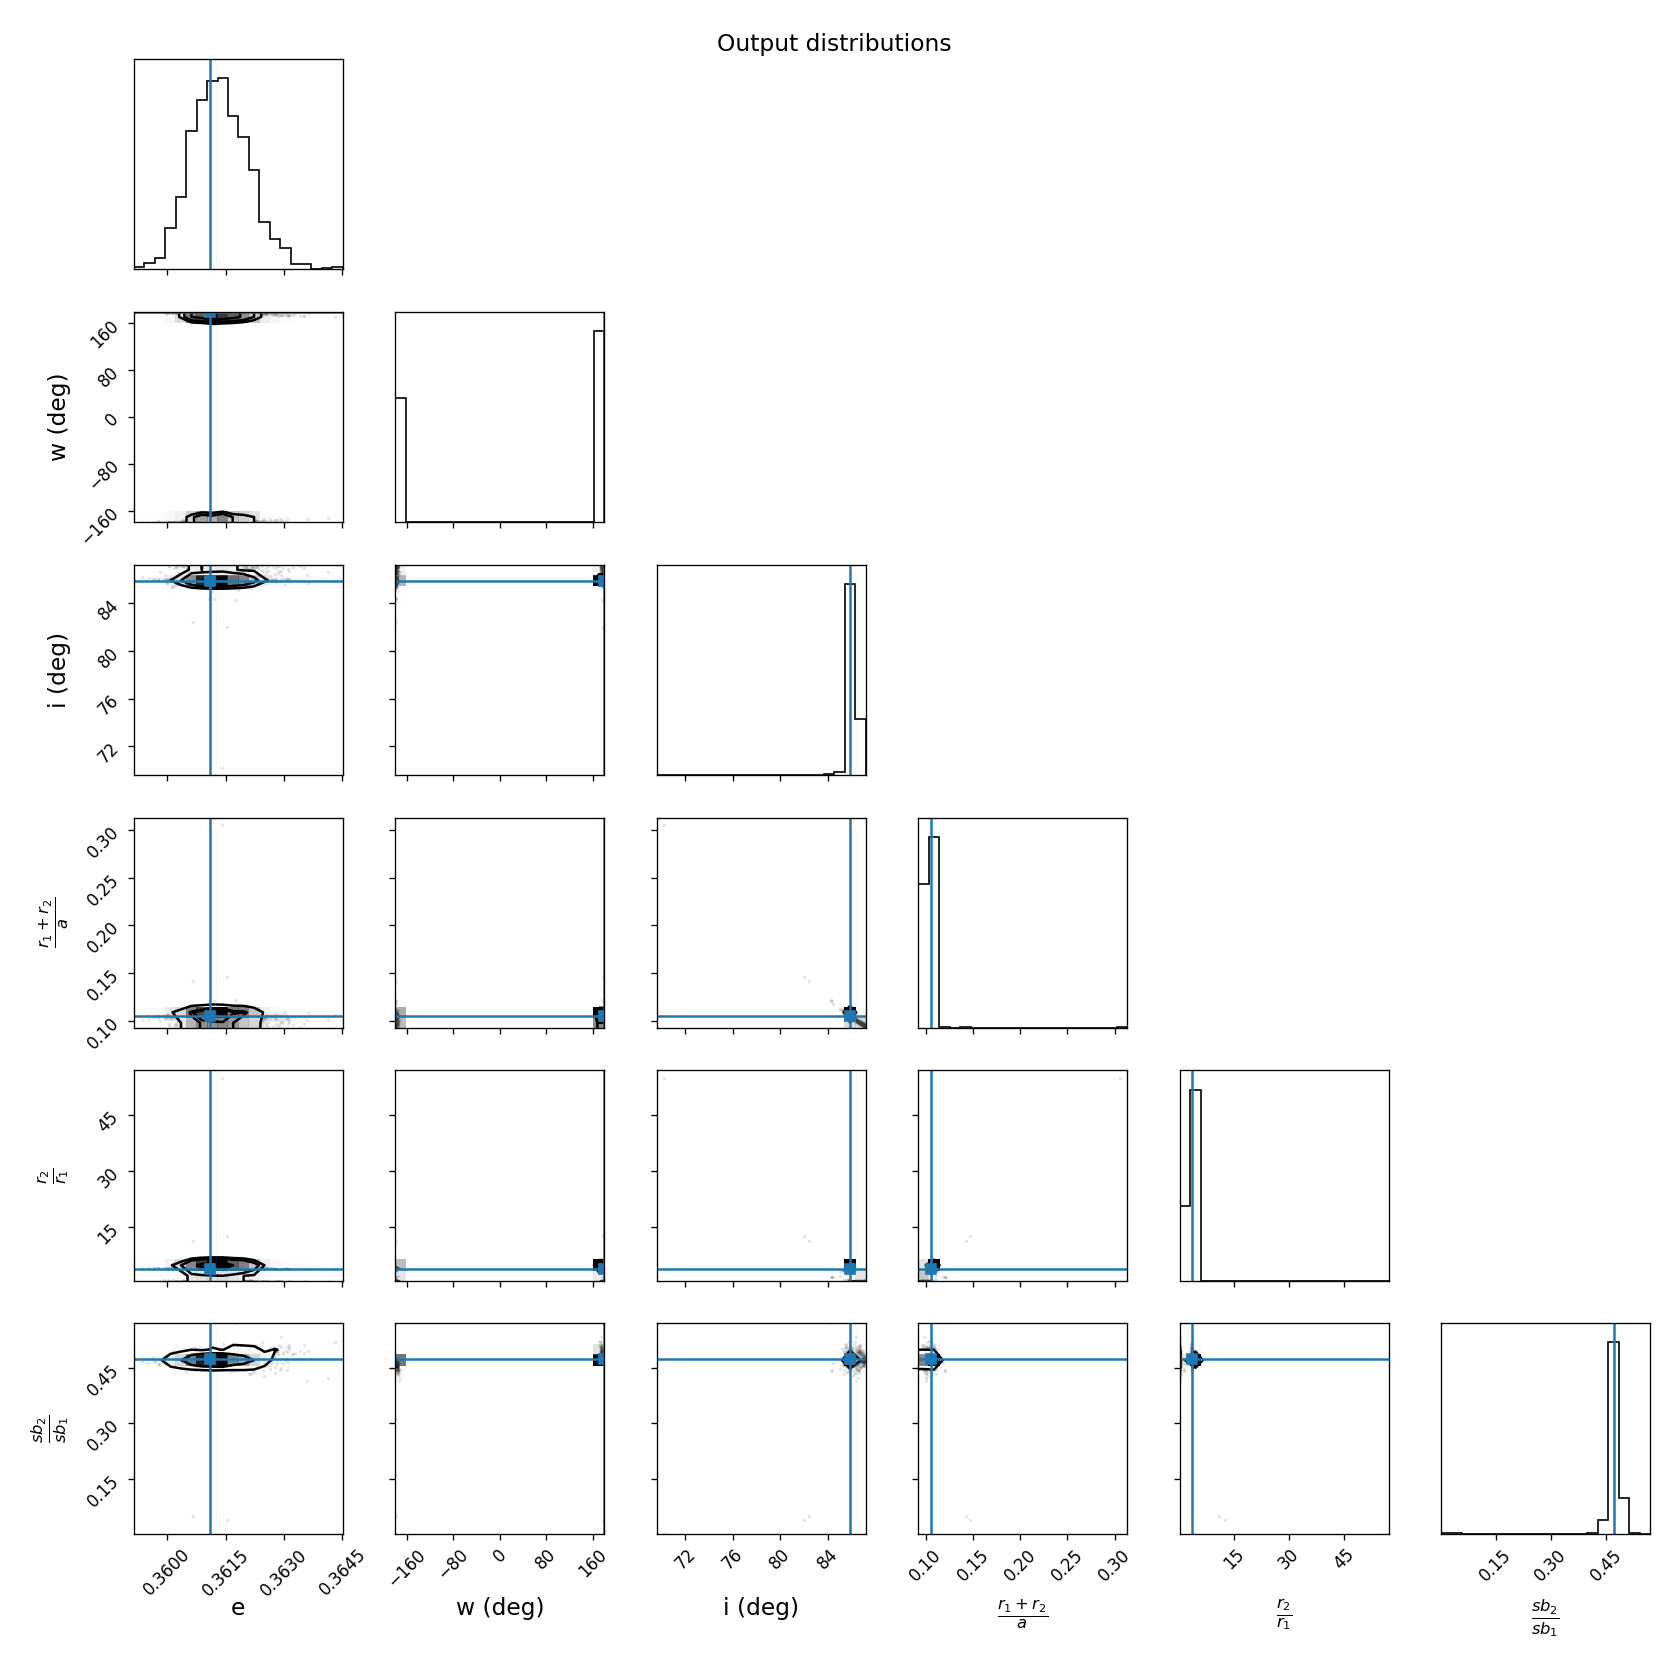 Output distributions
160
80
0
−80
−160
w (deg)
84
80
76
72
i (deg)
0.30
0.25
0.20
0.15
0.10
r₁ + r₂
a
45
30
15
r₂
r₁
0.45
0.30
0.15
sb₂
sb₁
0.3600 0.3615 0.3630 0.3645 −160 −80 0 80 160 72 76 80 84 0.10 0.15 0.20 0.25 0.30 15 30 45 0.15 0.30 0.45
e w (deg) i (deg)
r₁ + r₂ r₂ sb₂
a r₁ sb₁